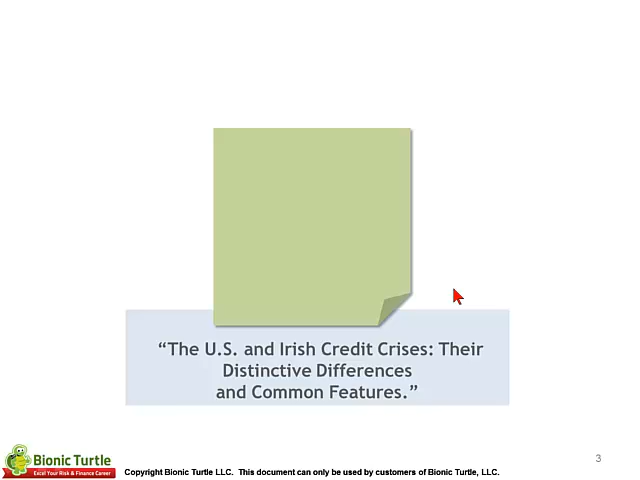 “The U.S. and Irish Credit Crises: Their
Distinctive Differences
and Common Features.”
3
Bionic Turtle
Excel Your Risk & Finance Career
Copyright Bionic Turtle LLC. This document can only be used by customers of Bionic Turtle, LLC.